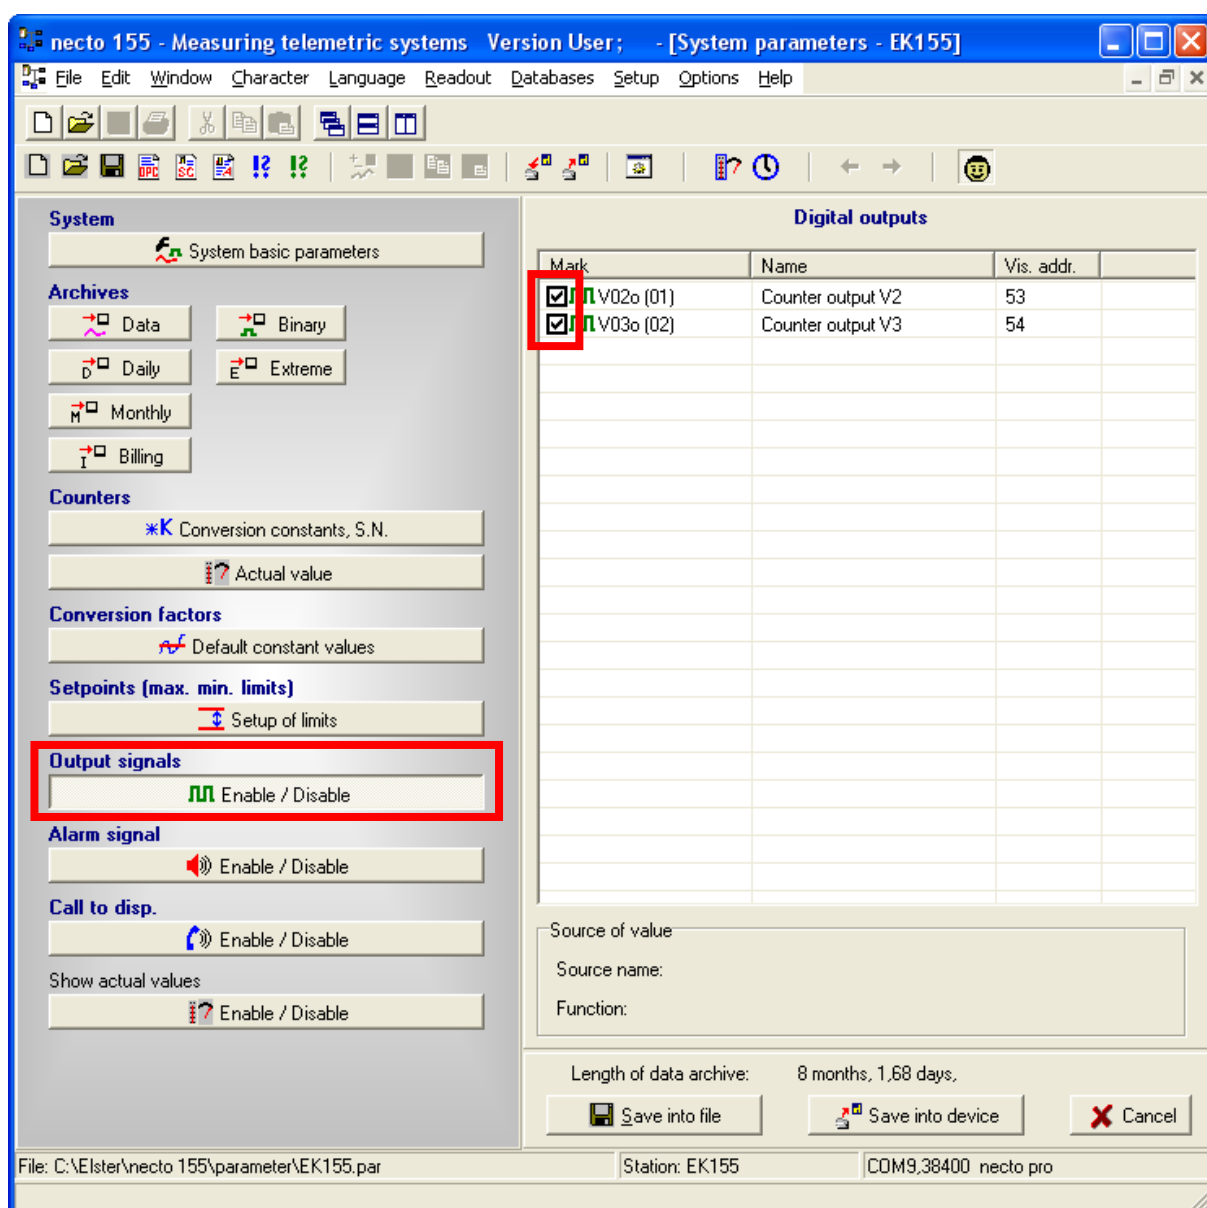 necto 155 - Measuring telemetric systems   Version User;    - [System parameters - EK155]
File Edit Window Character Language Readout Databases Setup Options Help
System
System basic parameters
Archives
Data
Binary
Daily
Extreme
Monthly
Billing
Counters
Conversion constants, S.N.
Actual value
Conversion factors
Default constant values
Setpoints (max. min. limits)
Setup of limits
Output signals
Enable / Disable
Alarm signal
Enable / Disable
Call to disp.
Enable / Disable
Show actual values
Enable / Disable
Digital outputs
Mark Name Vis. addr.
V02o (01) Counter output V2 53
V03o (02) Counter output V3 54
Source of value
Source name:
Function:
Length of data archive: 8 months, 1,68 days,
Save into file
Save into device
Cancel
File: C:\Elster\necto 155\parameter\EK155.par
Station: EK155
COM9,38400 necto pro